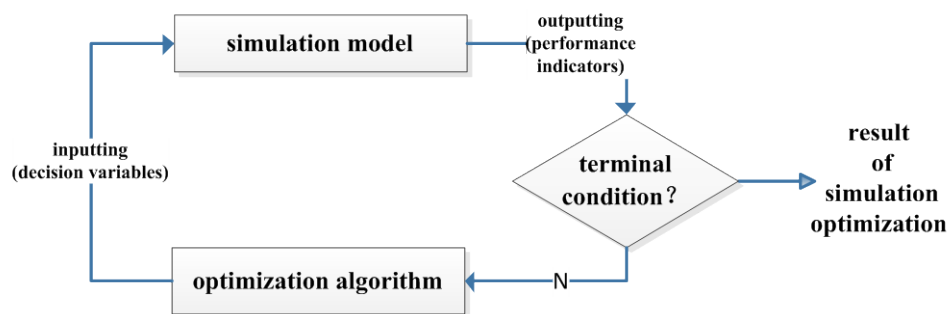 simulation model
outputting
(performance
indicators)
terminal
condition？
result
of
simulation
optimization
N
optimization algorithm
inputting
(decision variables)